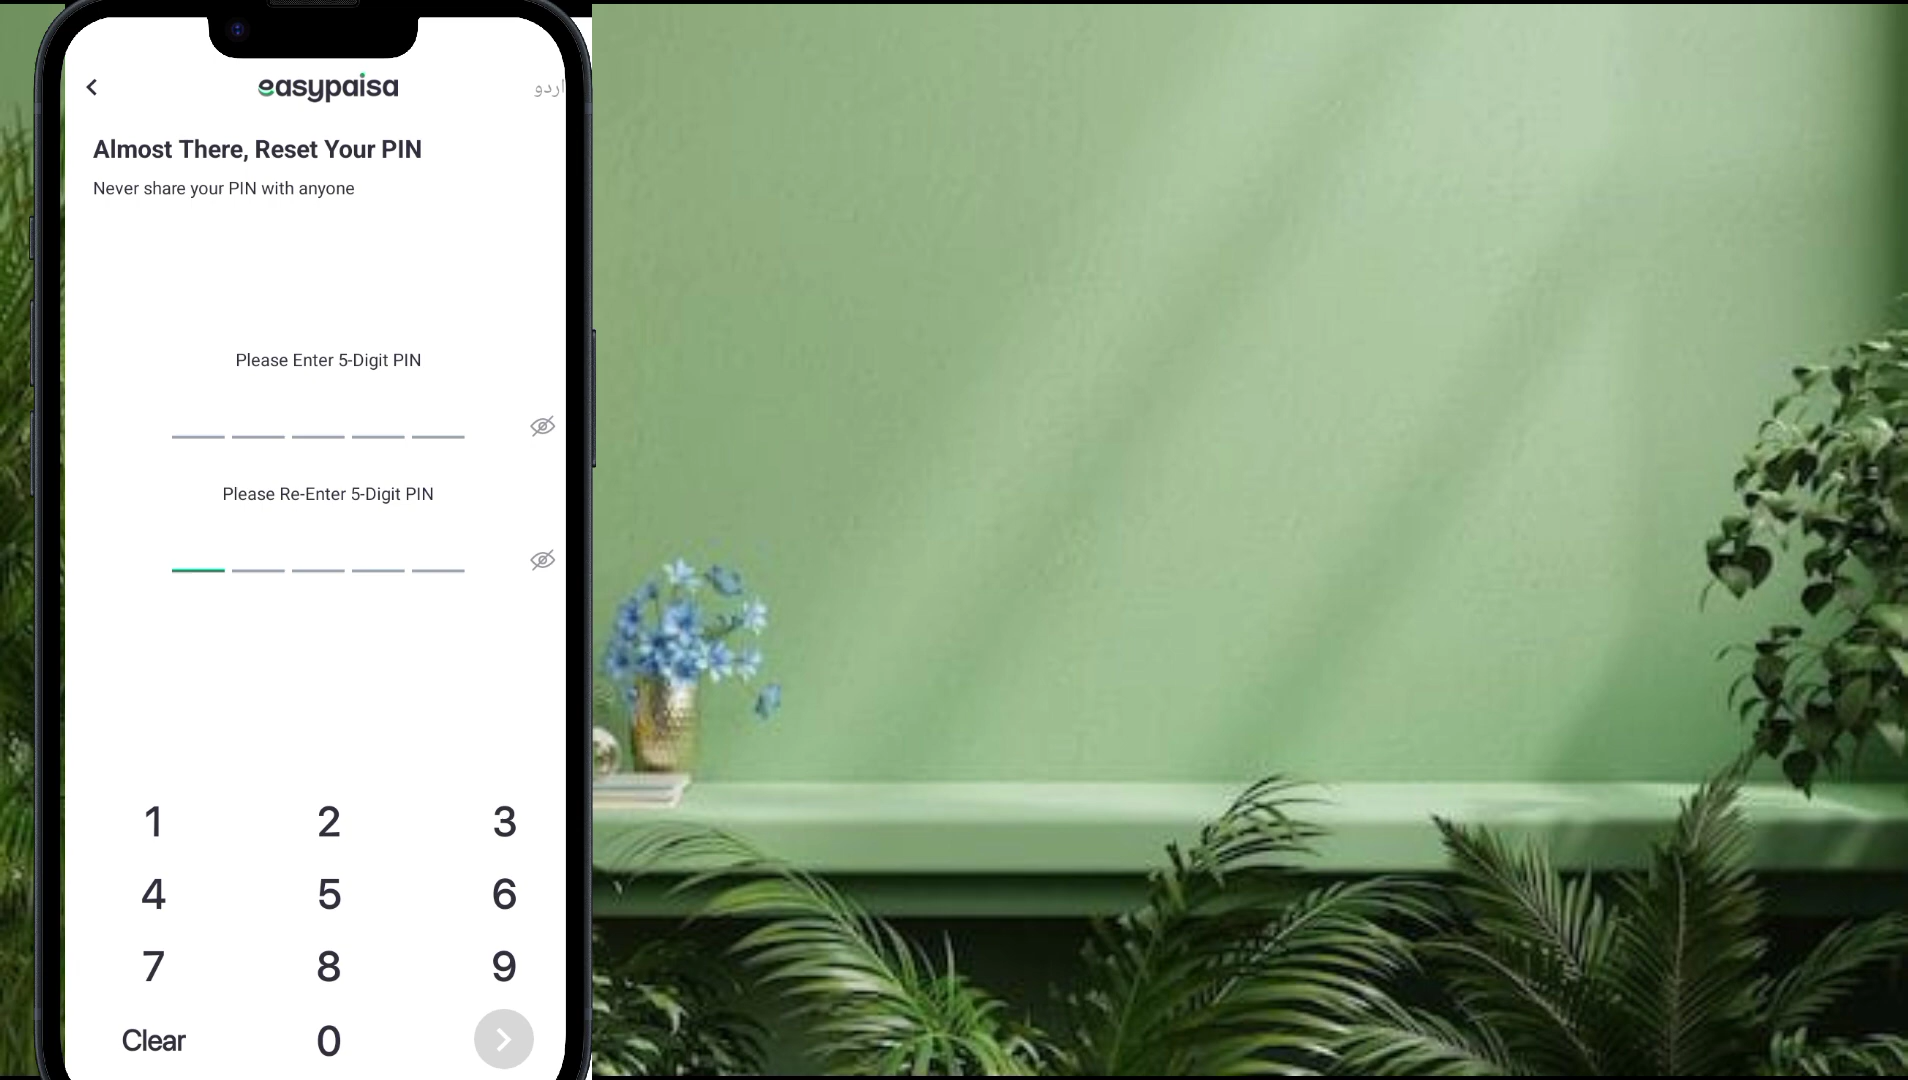 easypaisa
اردو
Almost There, Reset Your PIN
Never share your PIN with anyone
Please Enter 5-Digit PIN
Please Re-Enter 5-Digit PIN
1 2 3
4 5 6
7 8 9
Clear 0